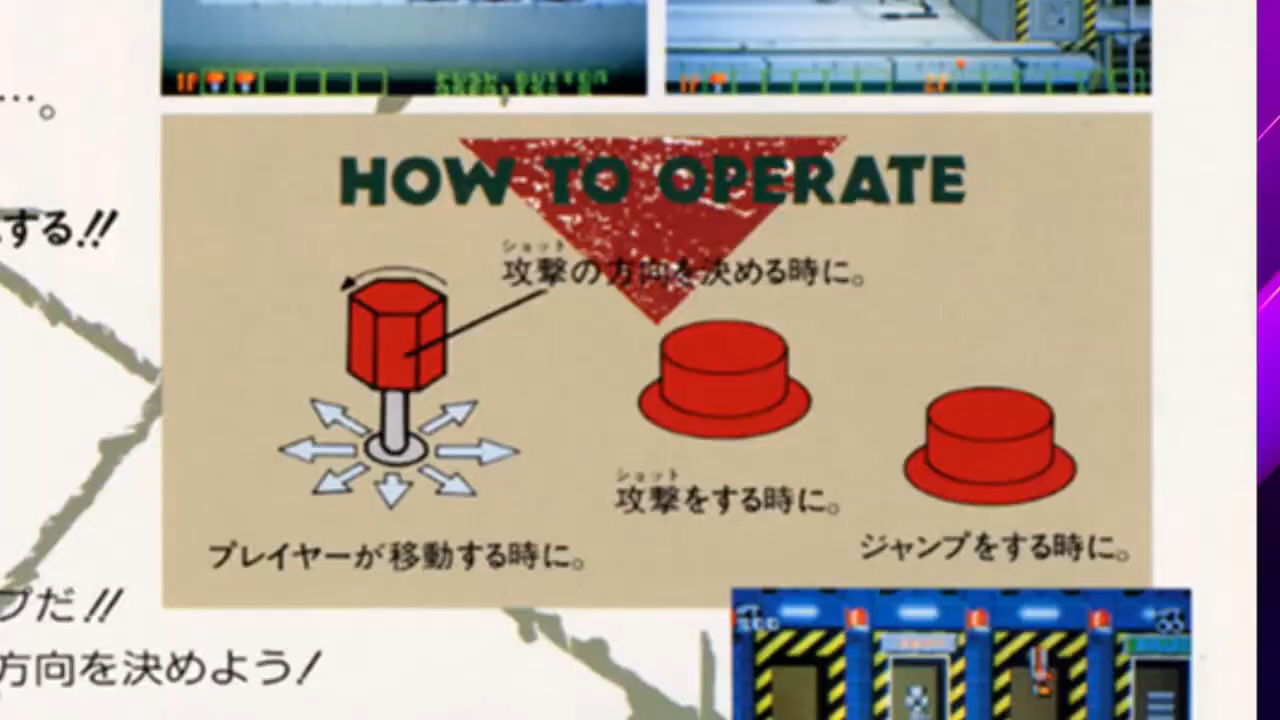 1P
1P
2P
…。
する!!
HOW TO OPERATE
ショット
攻撃の方向を決める時に。
ショット
攻撃をする時に。
プレイヤーが移動する時に。
ジャンプをする時に。
プだ!!
方向を決めよう!